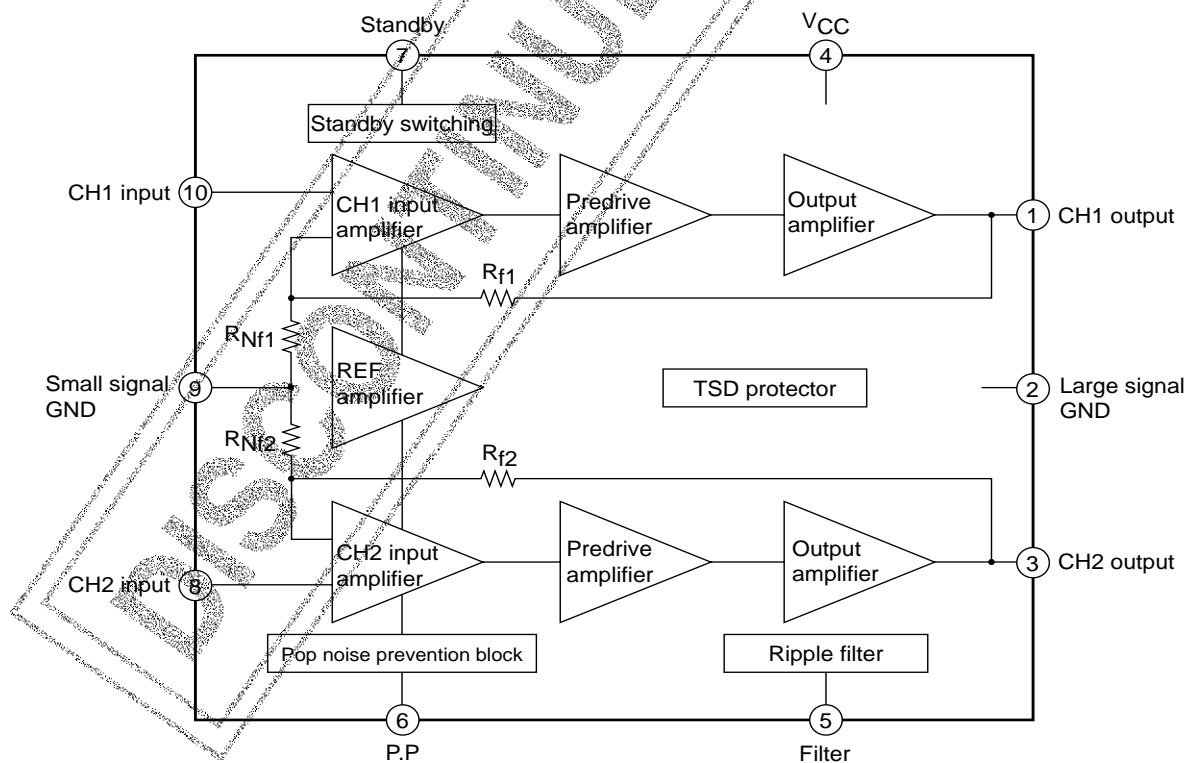 Standby
7
VCC
4
Standby switching
CH1 input
10
CH1 input
amplifier
Predrive
amplifier
Output
amplifier
1
CH1 output
Rf1
RNf1
Small signal
GND
9
REF
amplifier
TSD protector
2
Large signal
GND
RNf2
Rf2
CH2 input
8
CH2 input
amplifier
Predrive
amplifier
Output
amplifier
3
CH2 output
Pop noise prevention block
Ripple filter
6
P.P
5
Filter
DISCONTINUE